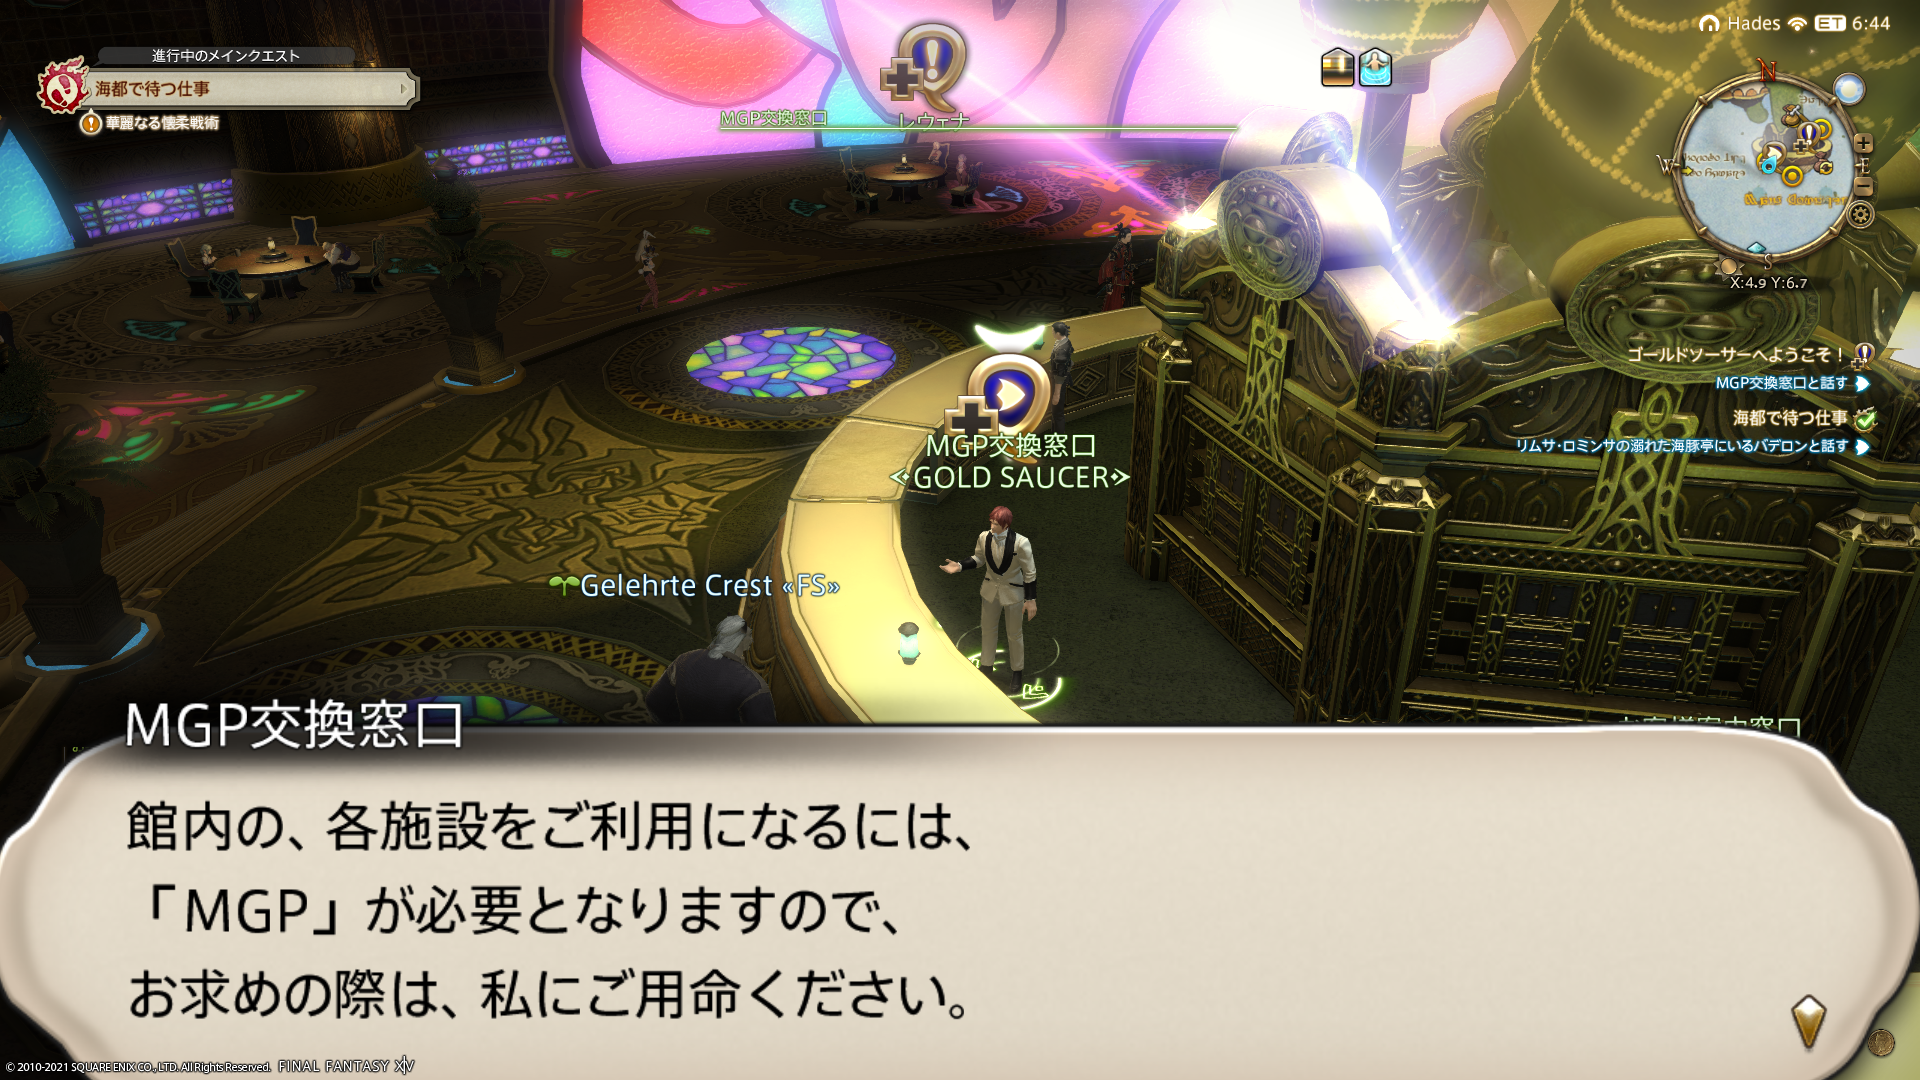 進行中のメインクエスト
海都で待つ仕事
華麗なる懐柔戦術
Hades ET 6:44
N
W
E
S
X:4.9 Y:6.7
MGP交換窓口
レウェナ
ゴールドソーサーへようこそ！
MGP交換窓口と話す
海都で待つ仕事
リムサ・ロミンサの溺れた海豚亭にいるバデロンと話す
MGP交換窓口
GOLD SAUCER
Gelehrte Crest «FS»
お客様案内窓口
MGP交換窓口
館内の、各施設をご利用になるには、
「MGP」が必要となりますので、
お求めの際は、私にご用命ください。
© 2010-2021 SQUARE ENIX CO., LTD. All Rights Reserved. FINAL FANTASY XIV